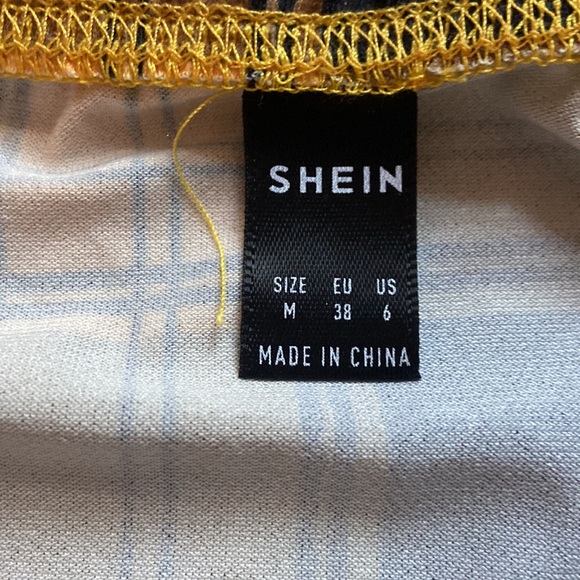 SHEIN
SIZE EU US
M 38 6
MADE IN CHINA